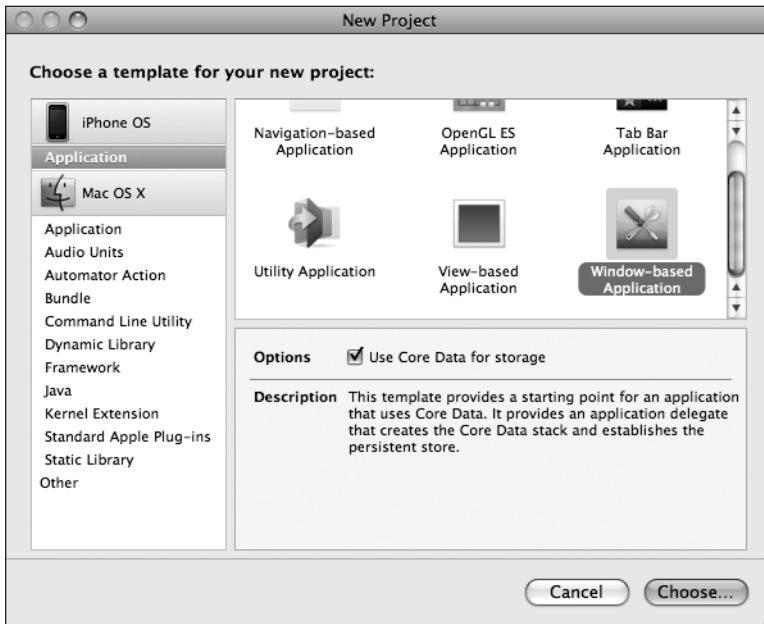 New Project
Choose a template for your new project:
iPhone OS
Application
Mac OS X
Application
Audio Units
Automator Action
Bundle
Command Line Utility
Dynamic Library
Framework
Java
Kernel Extension
Standard Apple Plug-ins
Static Library
Other
Navigation-based
Application
OpenGL ES
Application
Tab Bar
Application
Utility Application
View-based
Application
Window-based
Application
Options
Use Core Data for storage
Description
This template provides a starting point for an application
that uses Core Data. It provides an application delegate
that creates the Core Data stack and establishes the
persistent store.
Cancel
Choose...